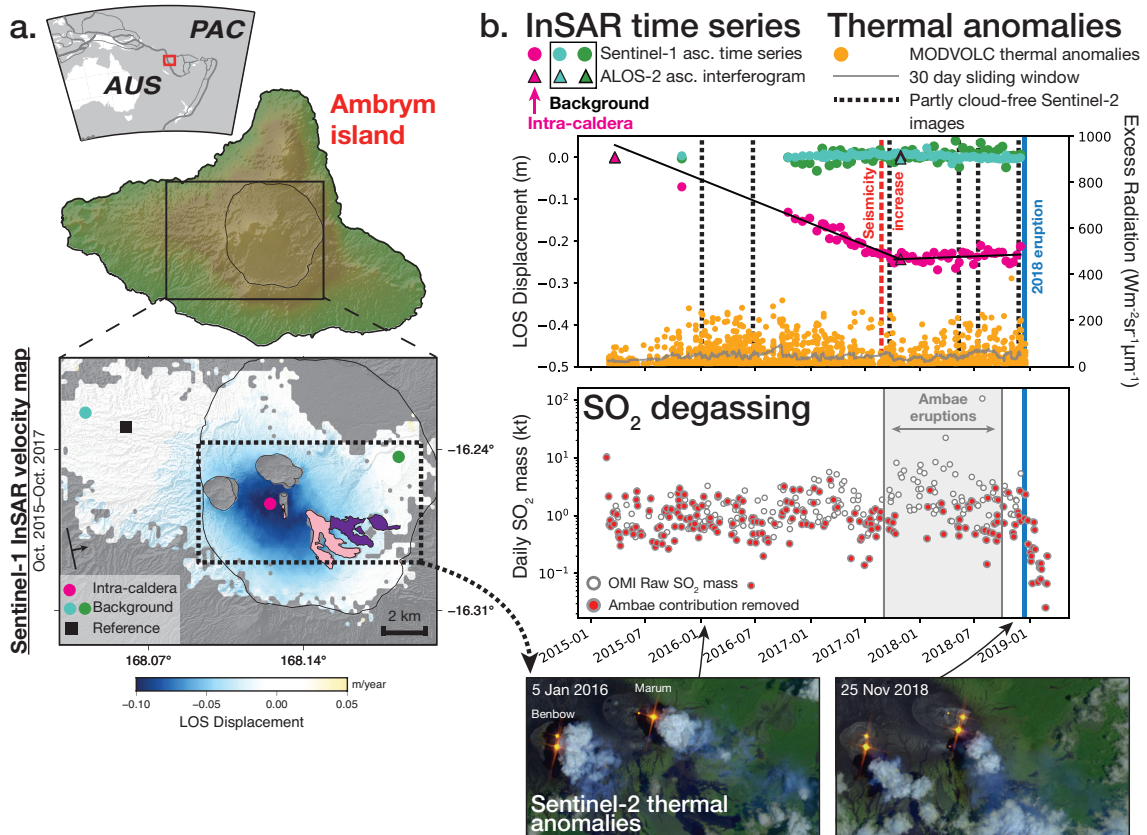 a.
PAC
AUS
Ambrym
island
Sentinel-1 InSAR velocity map
Oct. 2015–Oct. 2017
Intra-caldera
Background
Reference
2 km
−16.24°
−16.31°
168.07°
168.14°
−0.10
−0.05
0.00
0.05
m/year
LOS Displacement
b. InSAR time series
Thermal anomalies
Sentinel-1 asc. time series
ALOS-2 asc. interferogram
Background
Intra-caldera
MODVOLC thermal anomalies
30 day sliding window
Partly cloud-free Sentinel-2
images
LOS Displacement (m)
0.0
−0.1
−0.2
−0.3
−0.4
−0.5
Seismicity
increase
2018 eruption
1000
800
600
400
200
0
Excess Radiation (Wm⁻²sr⁻¹µm⁻¹)
SO₂ degassing
Ambae
eruptions
Daily SO₂ mass (kt)
10²
10¹
10⁰
10⁻¹
OMI Raw SO₂ mass
Ambae contribution removed
2015-01
2015-07
2016-01
2016-07
2017-01
2017-07
2018-01
2018-07
2019-01
5 Jan 2016
Marum
Benbow
Sentinel-2 thermal
anomalies
25 Nov 2018